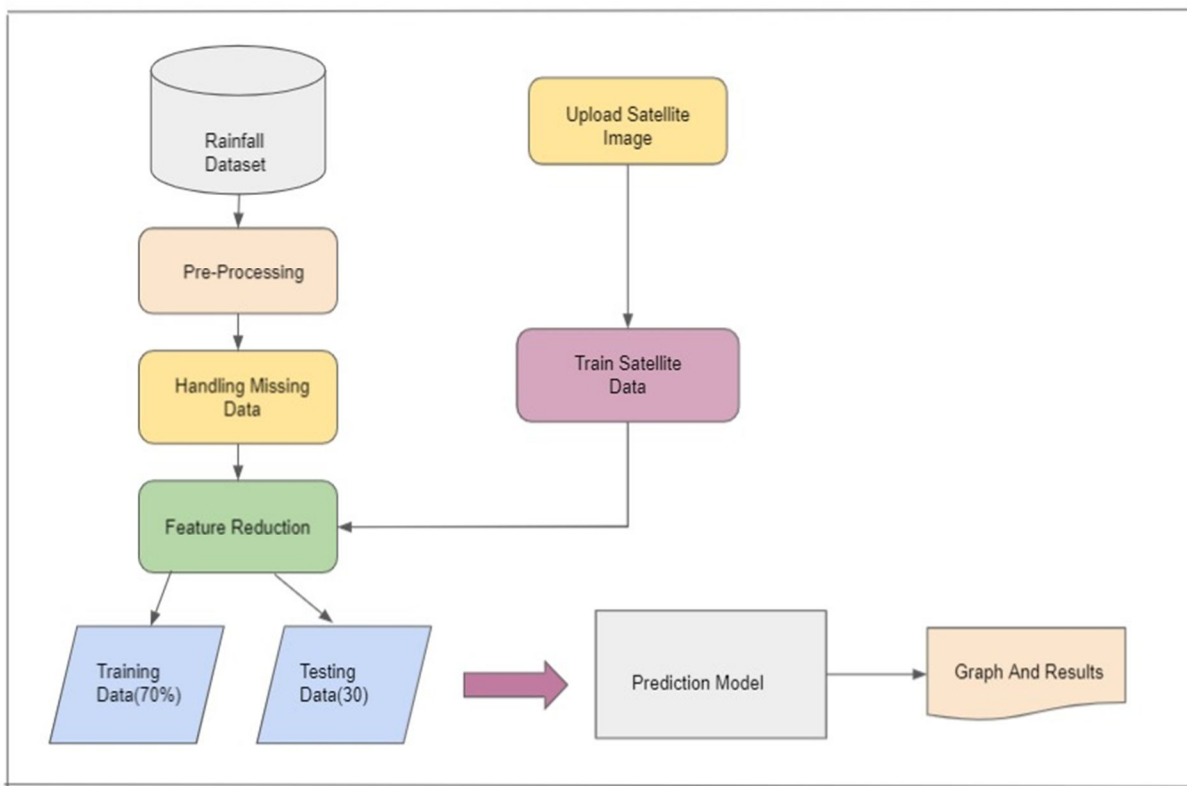 Rainfall
Dataset
Upload Satellite
Image
Pre-Processing
Train Satellite
Data
Handling Missing
Data
Feature Reduction
Training
Data(70%)
Testing
Data(30)
Prediction Model
Graph And Results